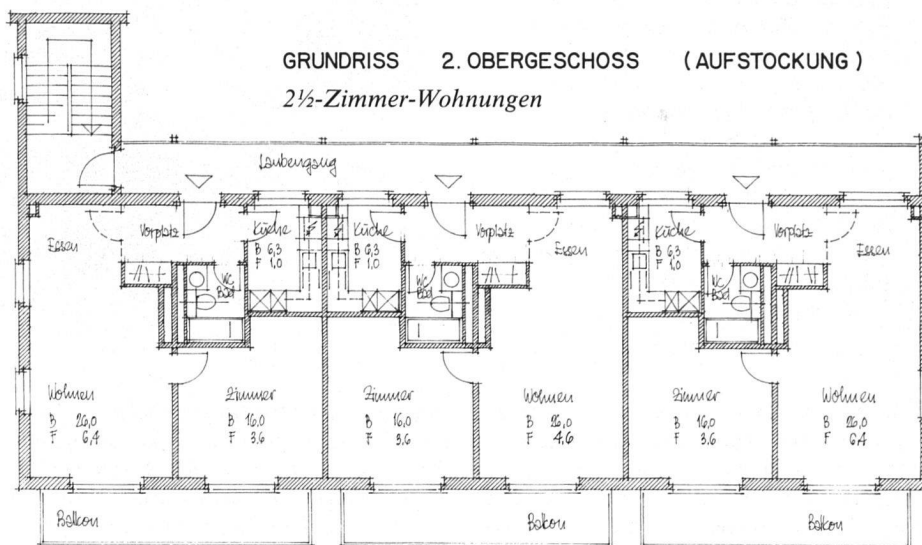 GRUNDRISS 2. OBERGESCHOSS (AUFSTOCKUNG)
2½-Zimmer-Wohnungen
Laubengang
Essen
Vorplatz
Küche
B 6,3
F 1,0
WC
Bad
Küche
B 6,3
F 1,0
WC
Bad
Vorplatz
Essen
Küche
B 6,3
F 1,0
WC
Bad
Vorplatz
Essen
Wohnen
B 26,0
F 6,4
Zimmer
B 16,0
F 3,6
Zimmer
B 16,0
F 3,6
Wohnen
B 26,0
F 4,6
Zimmer
B 16,0
F 3,6
Wohnen
B 26,0
F 6,4
Balkon
Balkon
Balkon